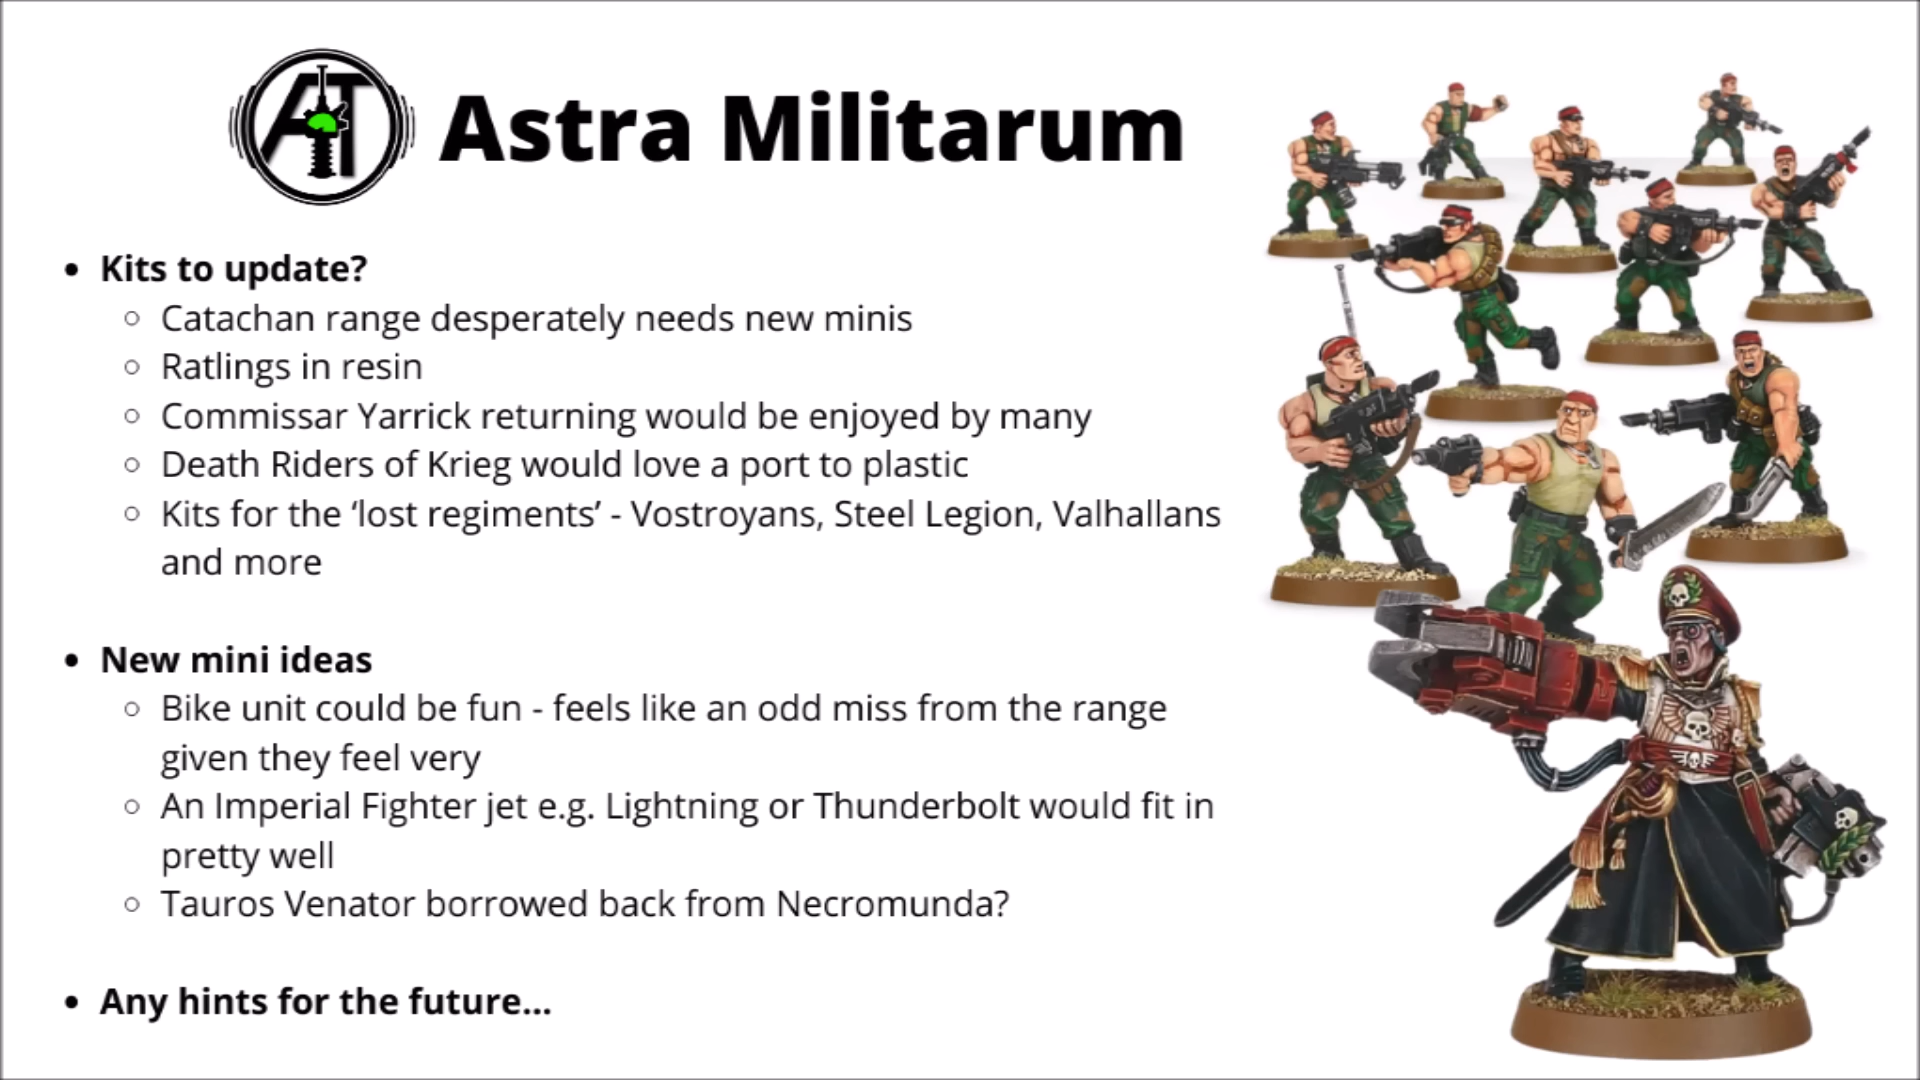 AT
Astra Militarum
• Kits to update?
○ Catachan range desperately needs new minis
○ Ratlings in resin
○ Commissar Yarrick returning would be enjoyed by many
○ Death Riders of Krieg would love a port to plastic
○ Kits for the ‘lost regiments’ - Vostroyans, Steel Legion, Valhallans
and more
• New mini ideas
○ Bike unit could be fun - feels like an odd miss from the range
given they feel very
○ An Imperial Fighter jet e.g. Lightning or Thunderbolt would fit in
pretty well
○ Tauros Venator borrowed back from Necromunda?
• Any hints for the future...